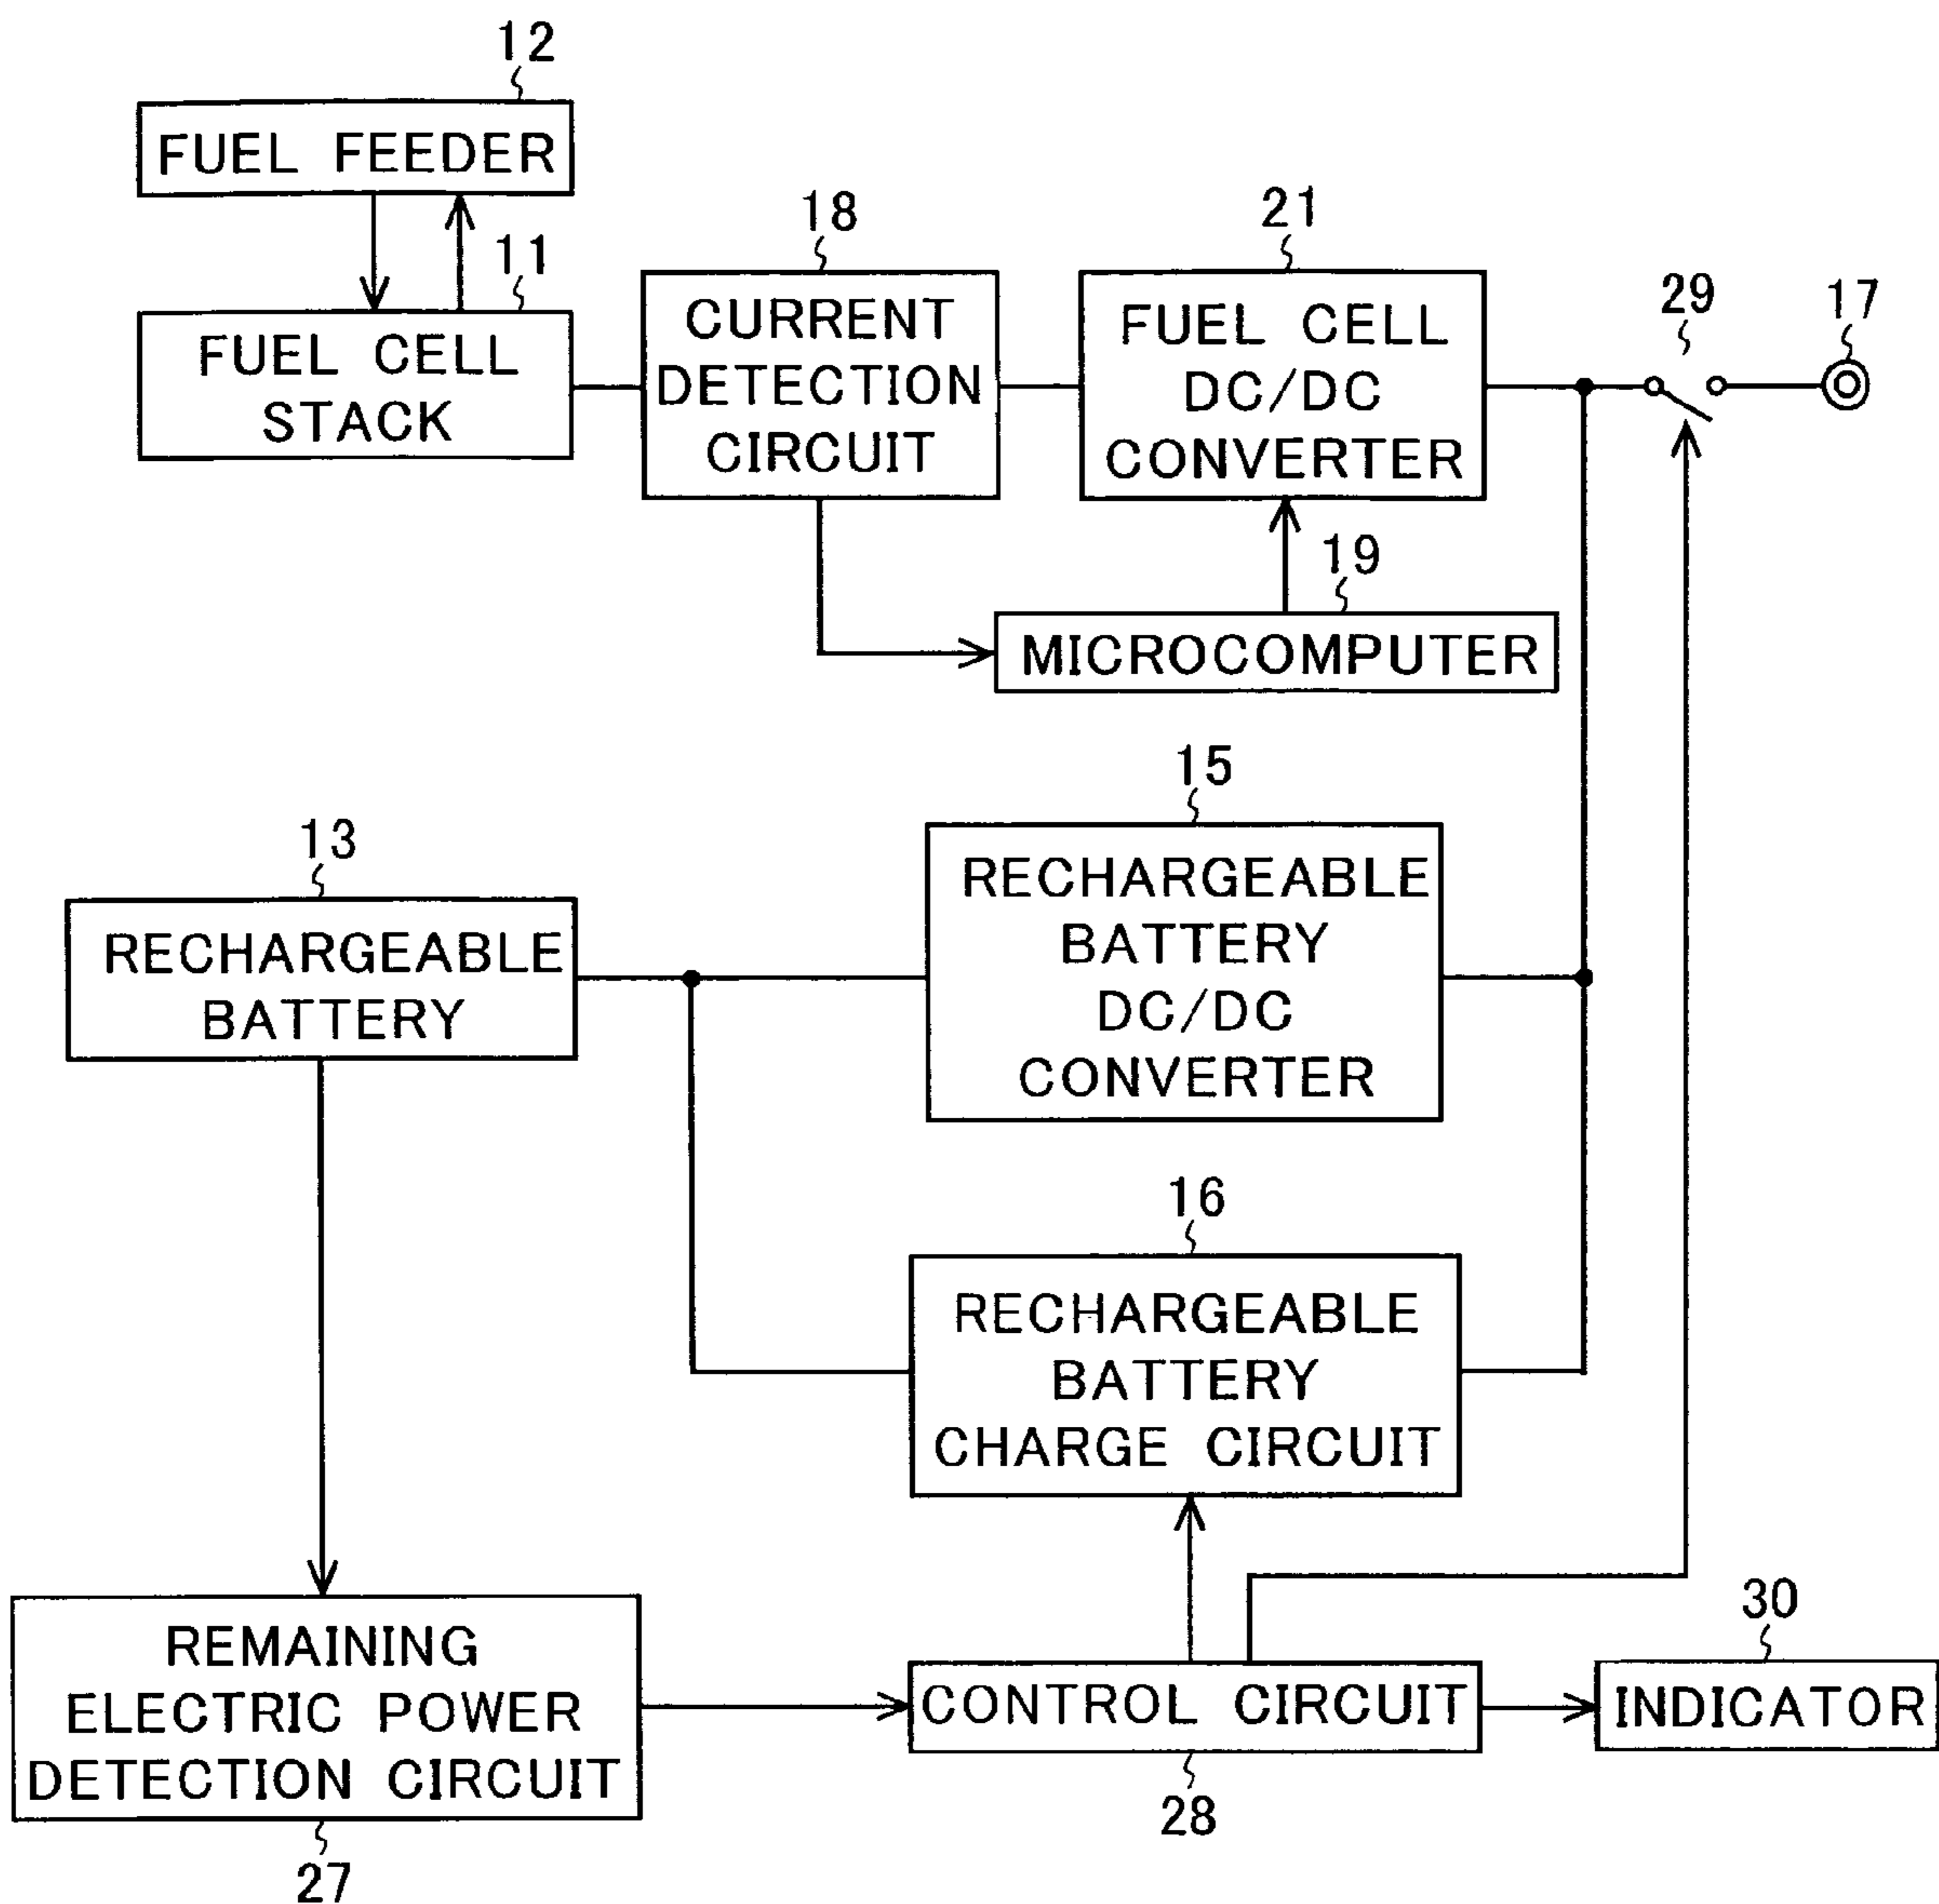 12
FUEL FEEDER
11
FUEL CELL
STACK
18
CURRENT
DETECTION
CIRCUIT
21
FUEL CELL
DC/DC
CONVERTER
29
17
19
MICROCOMPUTER
15
RECHARGEABLE
BATTERY
DC/DC
CONVERTER
13
RECHARGEABLE
BATTERY
16
RECHARGEABLE
BATTERY
CHARGE CIRCUIT
REMAINING
ELECTRIC POWER
DETECTION CIRCUIT
27
CONTROL CIRCUIT
28
30
INDICATOR